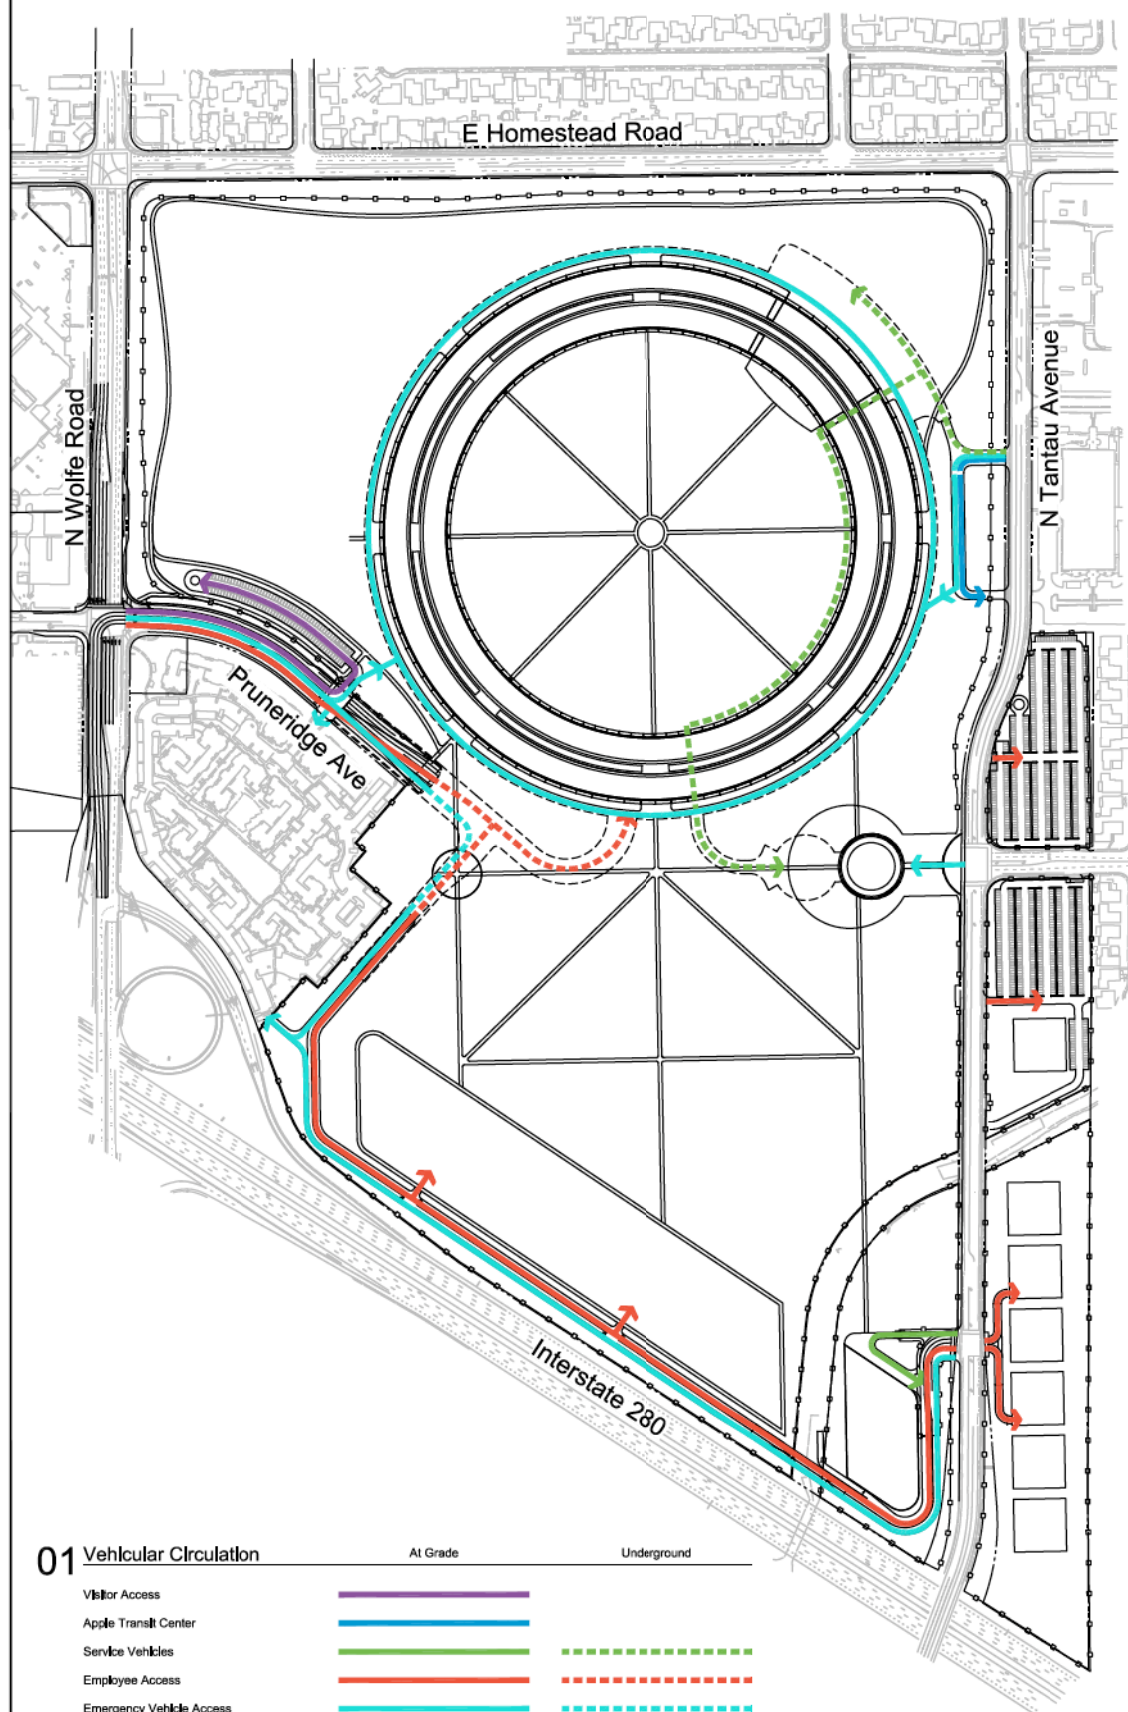 E Homestead Road
N Wolfe Road
N Tantau Avenue
Pruneridge Ave
Interstate 280
01 Vehicular Circulation At Grade Underground
Visitor Access
Apple Transit Center
Service Vehicles
Employee Access
Emergency Vehicle Access